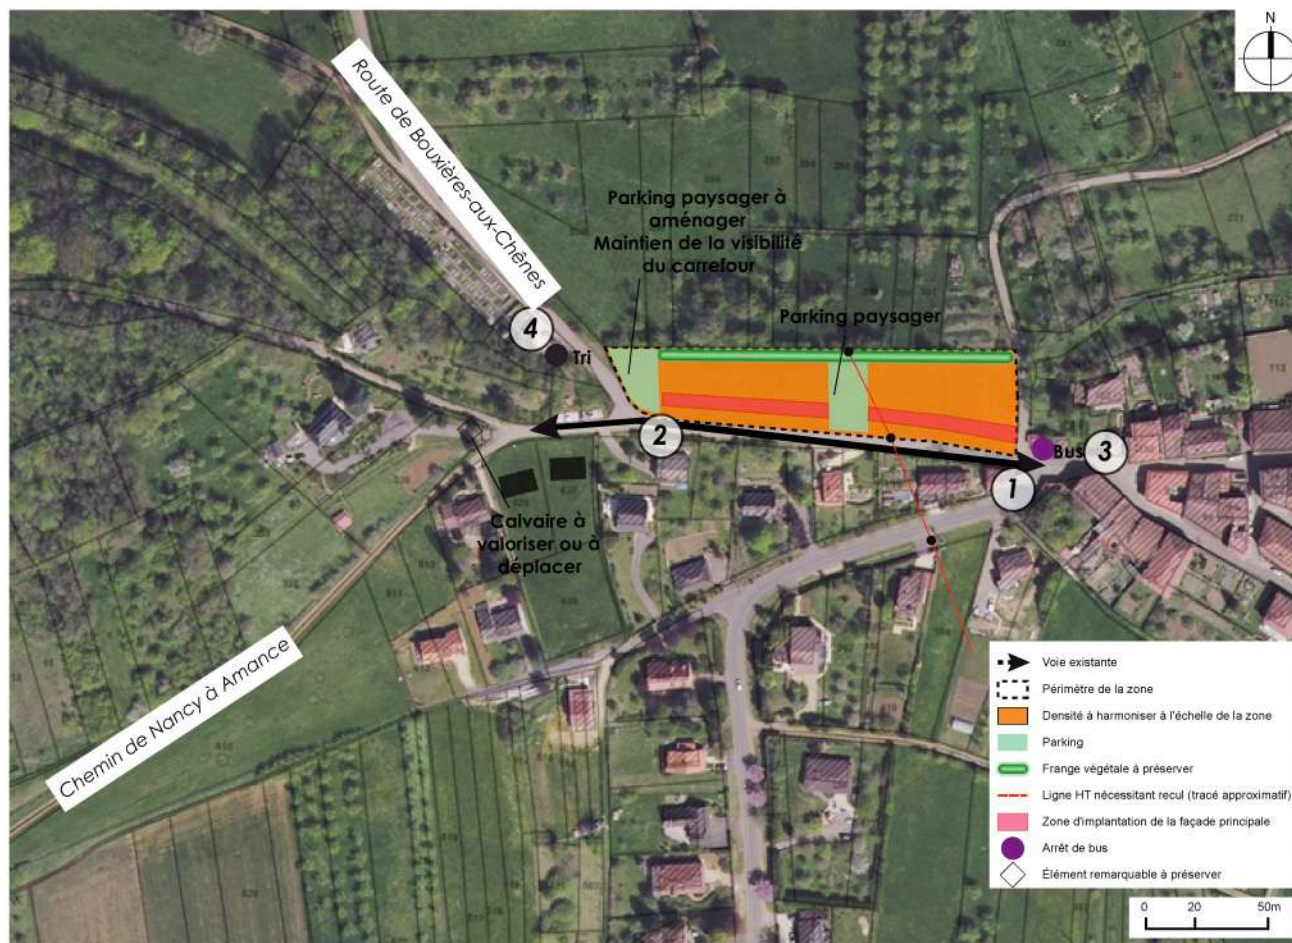 N
Route de Bouxières-aux-Chênes
Parking paysager à
aménager
Maintien de la visibilité
du carrefour
Parking paysager
4
Tri
2
Bus
3
1
Calvaire à
valoriser ou à
déplacer
Chemin de Nancy à Amance
Voie existante
Périmètre de la zone
Densité à harmoniser à l'échelle de la zone
Parking
Frange végétale à préserver
Ligne HT nécessitant recul (tracé approximatif)
Zone d'implantation de la façade principale
Arrêt de bus
Élément remarquable à préserver
0 20 50m